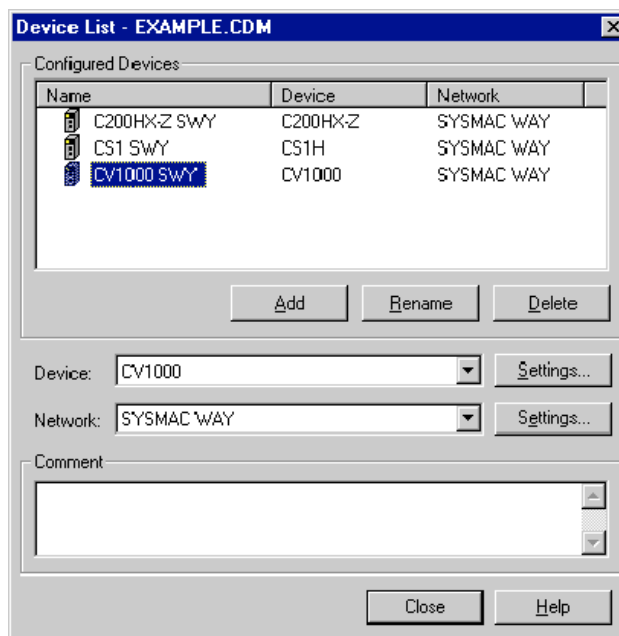 Device List - EXAMPLE.CDM
Configured Devices
Name Device Network
C200HX-Z SWY C200HX-Z SYSMAC WAY
CS1 SWY CS1H SYSMAC WAY
CV1000 SWY CV1000 SYSMAC WAY
Add Rename Delete
Device: CV1000 Settings...
Network: SYSMAC WAY Settings...
Comment
Close Help